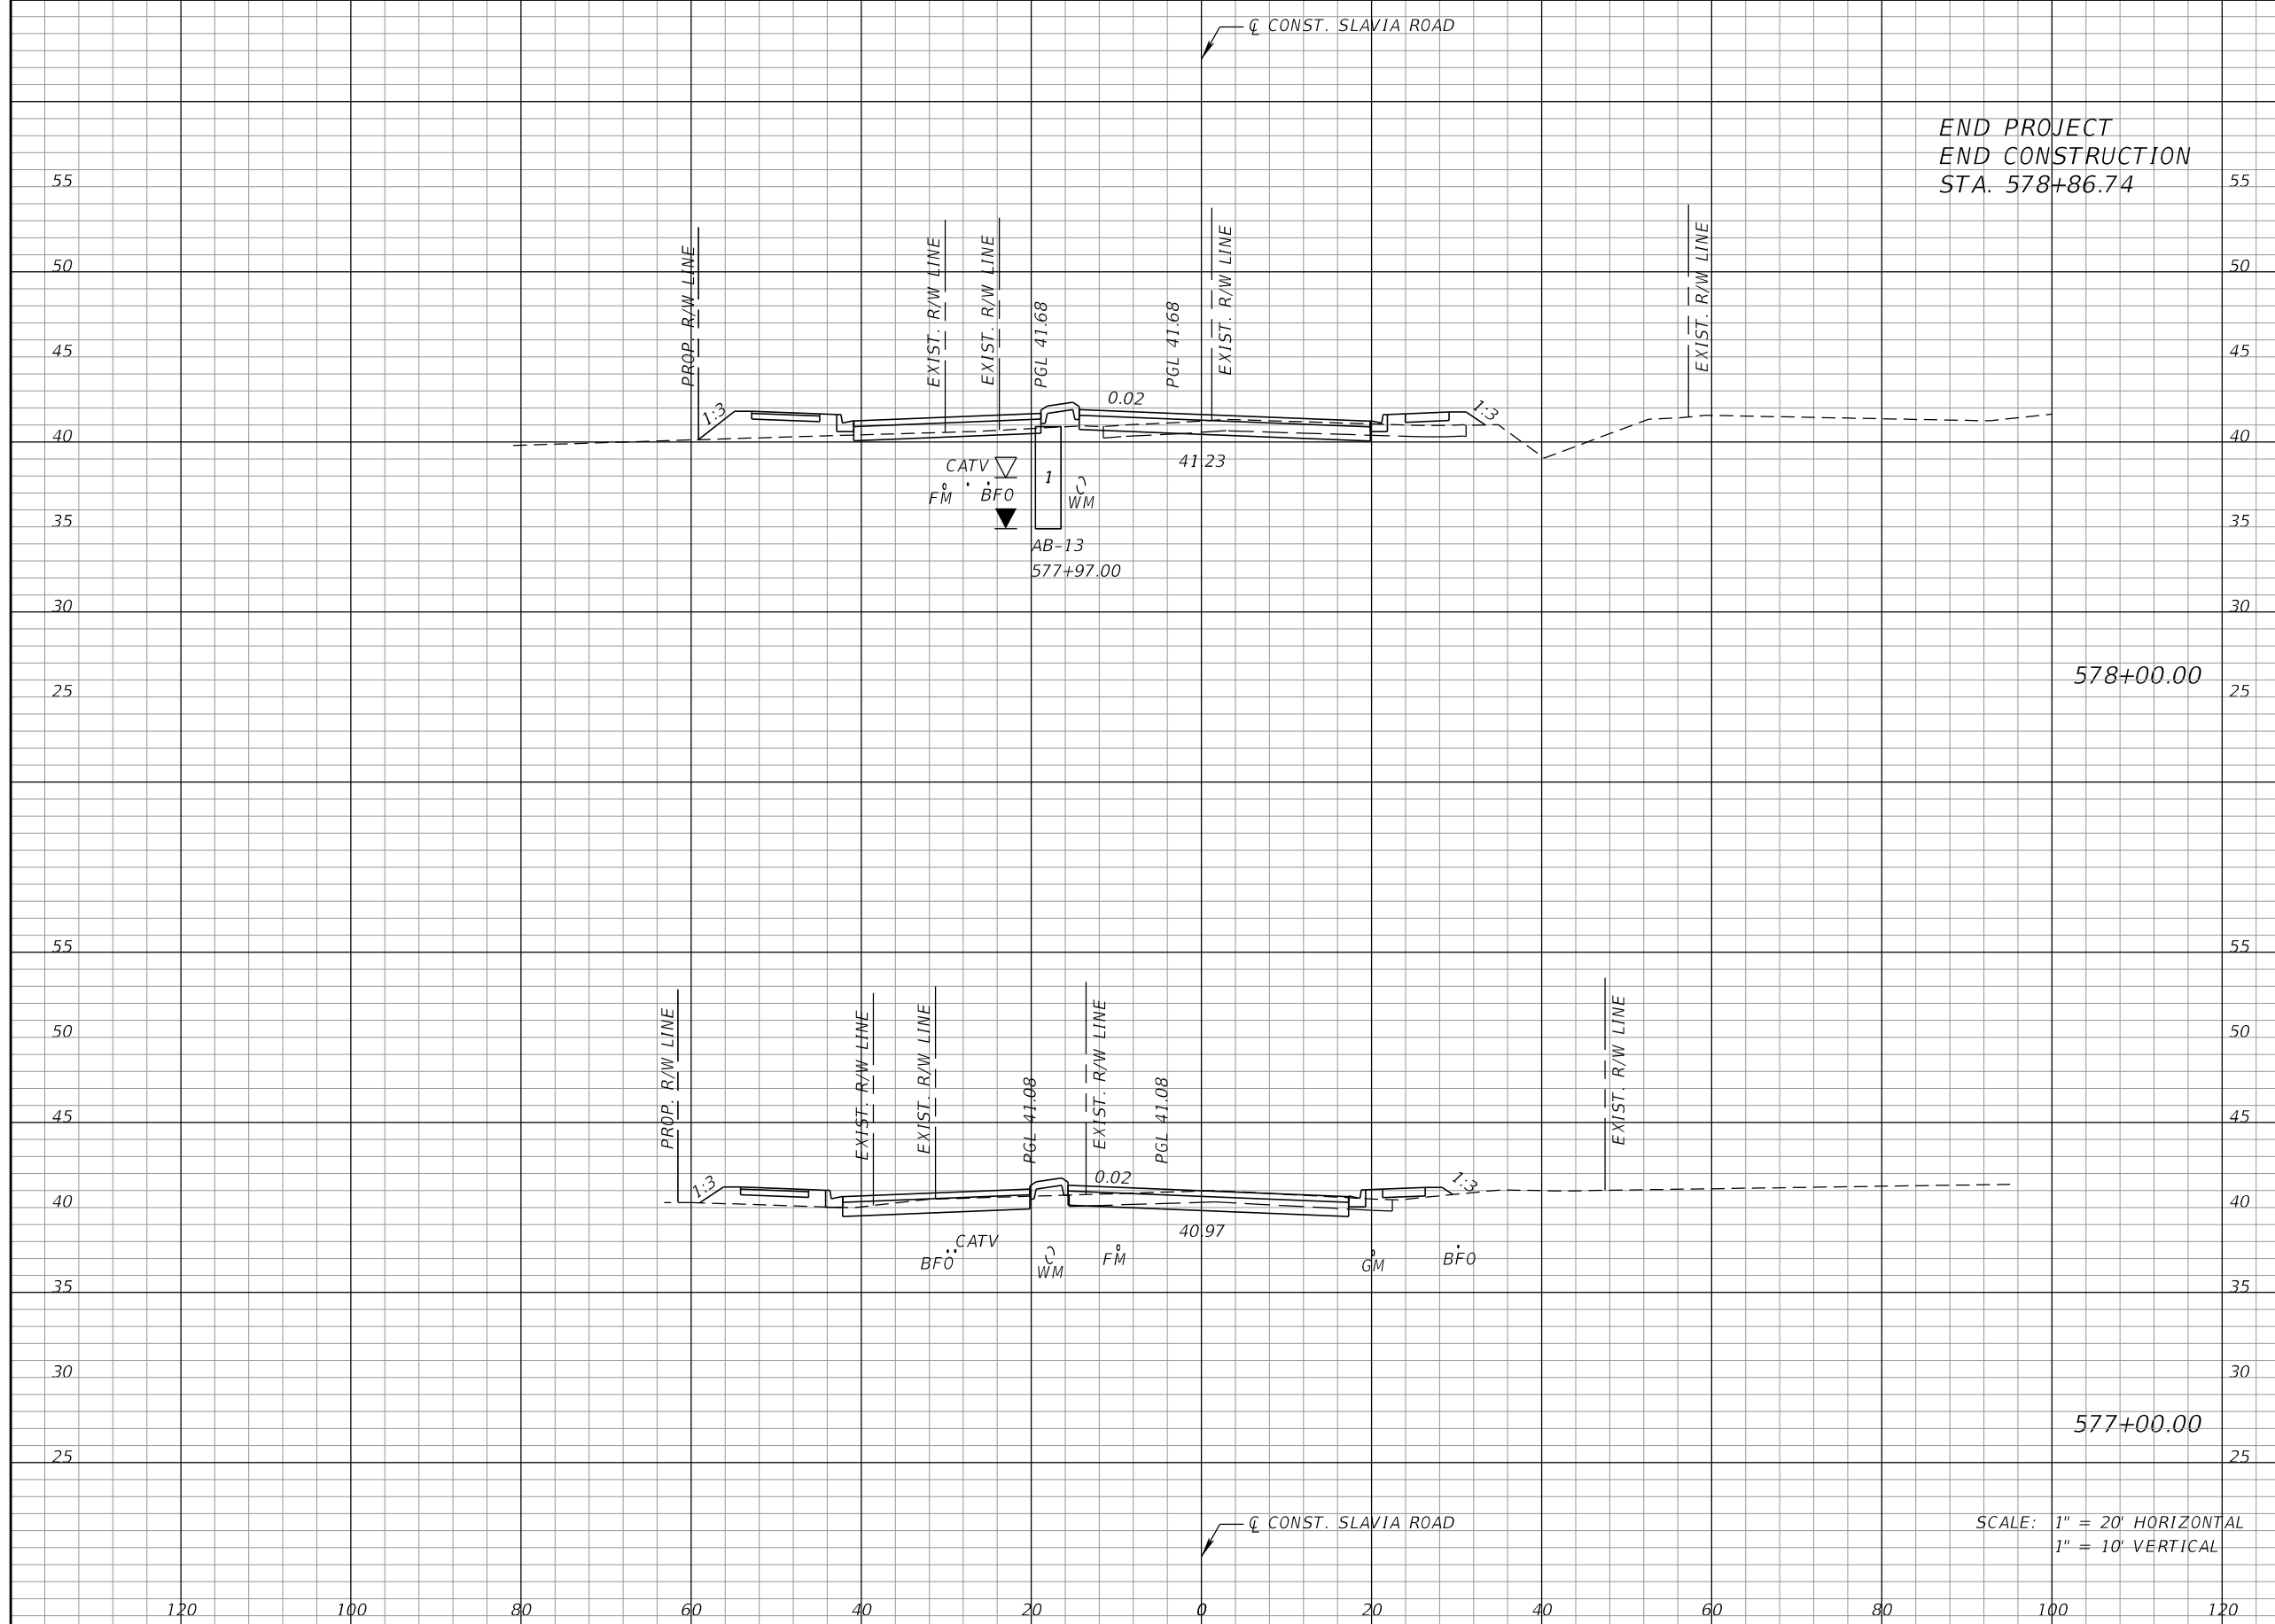 ℄ CONST. SLAVIA ROAD
END PROJECT
END CONSTRUCTION
STA. 578+86.74
55 55
50 50
45 45
40 40
35 35
30 30
25 25
PROP. R/W LINE
EXIST. R/W LINE
EXIST. R/W LINE
PGL 41.68
PGL 41.68
EXIST. R/W LINE
EXIST. R/W LINE
1:3
0.02
1:3
41.23
CATV
FM
BFO
1
WM
AB-13
577+97.00
578+00.00
55 55
50 50
45 45
40 40
35 35
30 30
25 25
PROP. R/W LINE
EXIST. R/W LINE
EXIST. R/W LINE
PGL 41.08
EXIST. R/W LINE
PGL 41.08
EXIST. R/W LINE
1:3
0.02
1:3
40.97
CATV
BFO
WM
FM
GM
BFO
577+00.00
℄ CONST. SLAVIA ROAD
SCALE: 1" = 20' HORIZONTAL
1" = 10' VERTICAL
120 100 80 60 40 20 0 20 40 60 80 100 120